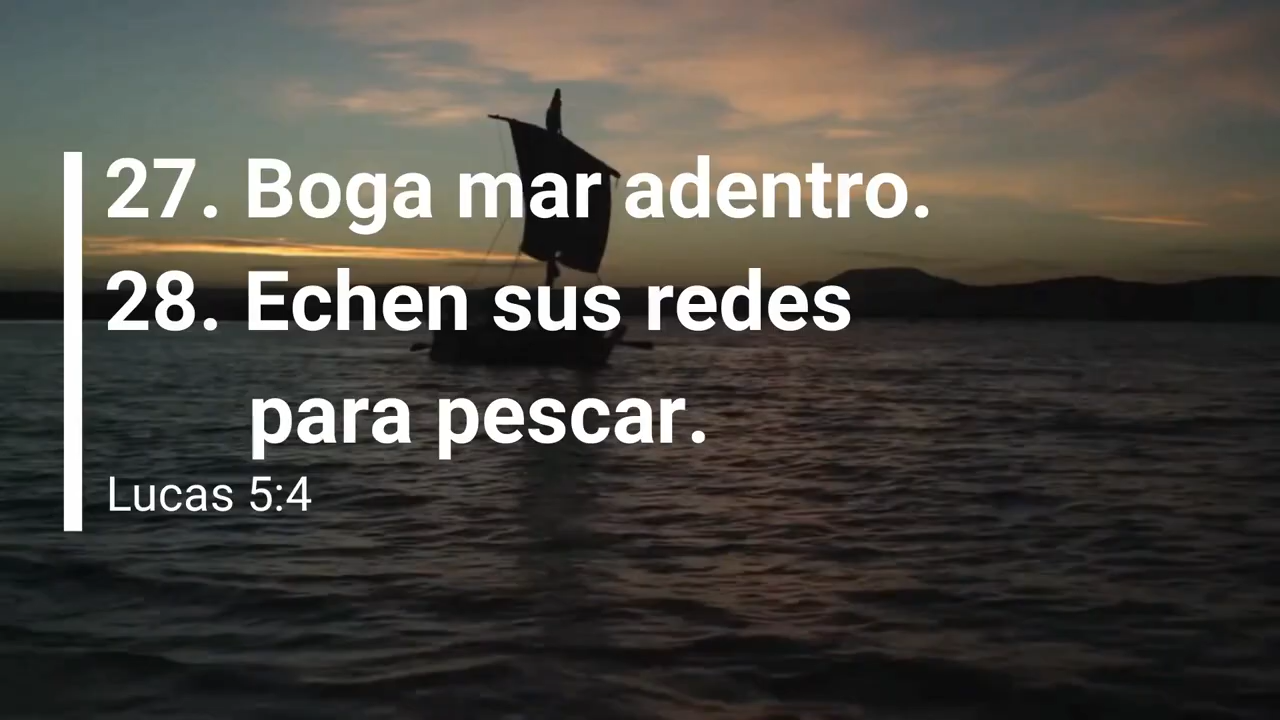 27. Boga mar adentro.
28. Echen sus redes
para pescar.
Lucas 5:4